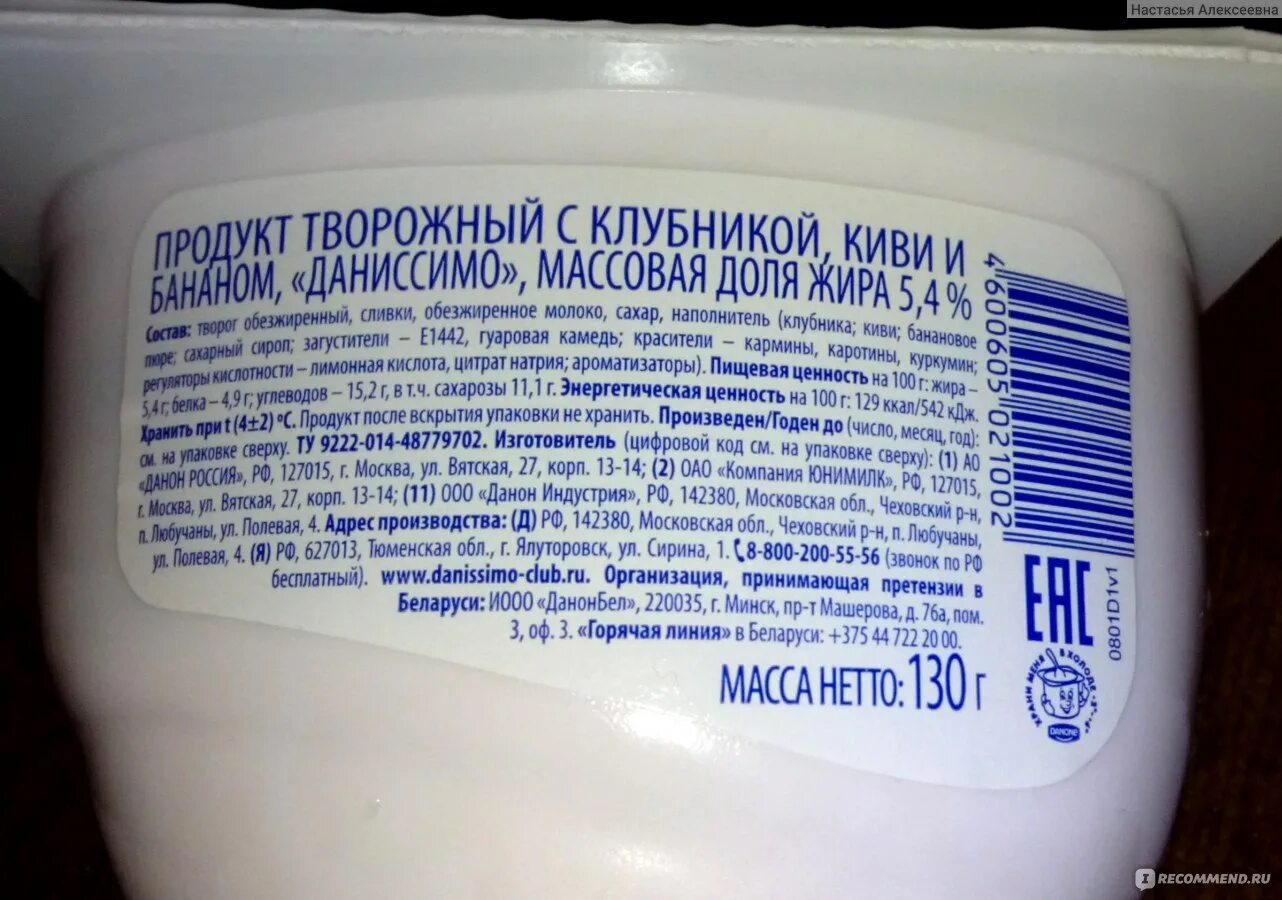 Настасья Алексеевна
ПРОДУКТ ТВОРОЖНЫЙ С КЛУБНИКОЙ, КИВИ И
БАНАНОМ, «ДАНИССИМО», МАССОВАЯ ДОЛЯ ЖИРА 5,4 %
Состав: творог обезжиренный, сливки, обезжиренное молоко, сахар, наполнитель (клубника; киви; банановое
пюре; сахарный сироп; загустители – Е1442, гуаровая камедь; красители – кармины, каротины, куркумин;
регуляторы кислотности – лимонная кислота, цитрат натрия; ароматизаторы). Пищевая ценность на 100 г: жира –
5,4 г; белка – 4,9 г; углеводов – 15,2 г, в т.ч. сахарозы 11,1 г. Энергетическая ценность на 100 г: 129 ккал/542 кДж.
Хранить при t (4±2) °С. Продукт после вскрытия упаковки не хранить. Произведен/Годен до (число, месяц, год):
см. на упаковке сверху. ТУ 9222-014-48779702. Изготовитель (цифровой код см. на упаковке сверху): (1) АО
«ДАНОН РОССИЯ», РФ, 127015, г. Москва, ул. Вятская, 27, корп. 13-14; (2) ОАО «Компания ЮНИМИЛК», РФ, 127015,
г. Москва, ул. Вятская, 27, корп. 13-14; (11) ООО «Данон Индустрия», РФ, 142380, Московская обл., Чеховский р-н,
п. Любучаны, ул. Полевая, 4. Адрес производства: (Д) РФ, 142380, Московская обл., Чеховский р-н, п. Любучаны,
ул. Полевая, 4. (Я) РФ, 627013, Тюменская обл., г. Ялуторовск, ул. Сирина, 1. 8-800-200-55-56 (звонок по РФ
бесплатный). www.danissimo-club.ru. Организация, принимающая претензии в
Беларуси: ИООО «ДанонБел», 220035, г. Минск, пр-т Машерова, д. 76а, пом.
3, оф. 3. «Горячая линия» в Беларуси: +375 44 722 20 00.
МАССА НЕТТО: 130 г
4 600605 021002
EAC
0801D1v1
ХРАНИ МЕНЯ В ХОЛОДЕ
DANONE
I RECOMMEND.RU